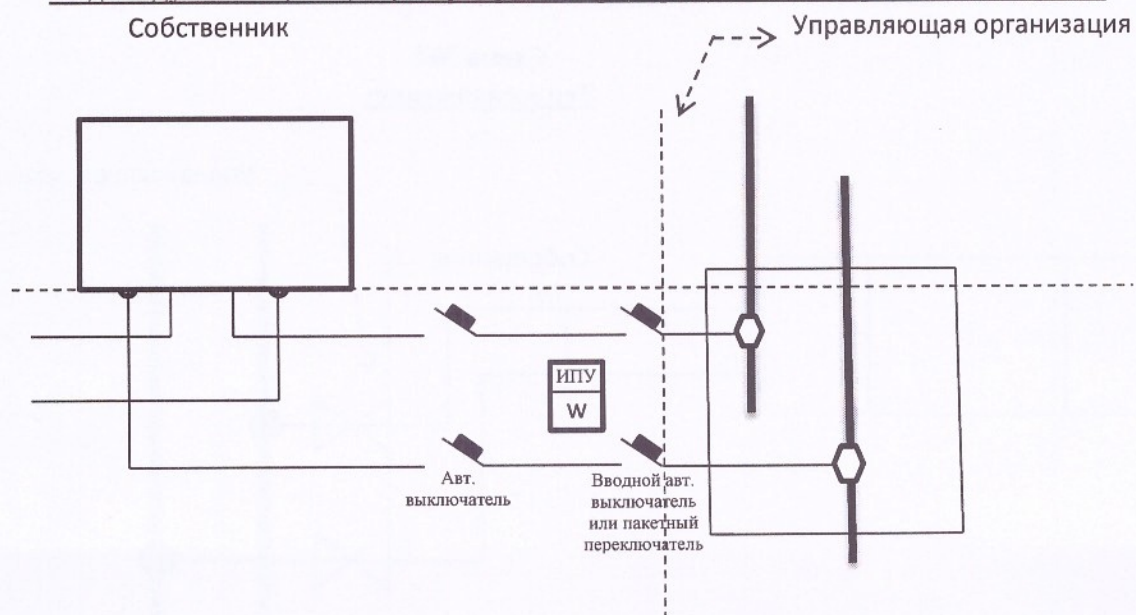 Собственник
Управляющая организация
ИПУ
W
Авт.
выключатель
Вводной авт.
выключатель
или пакетный
переключатель